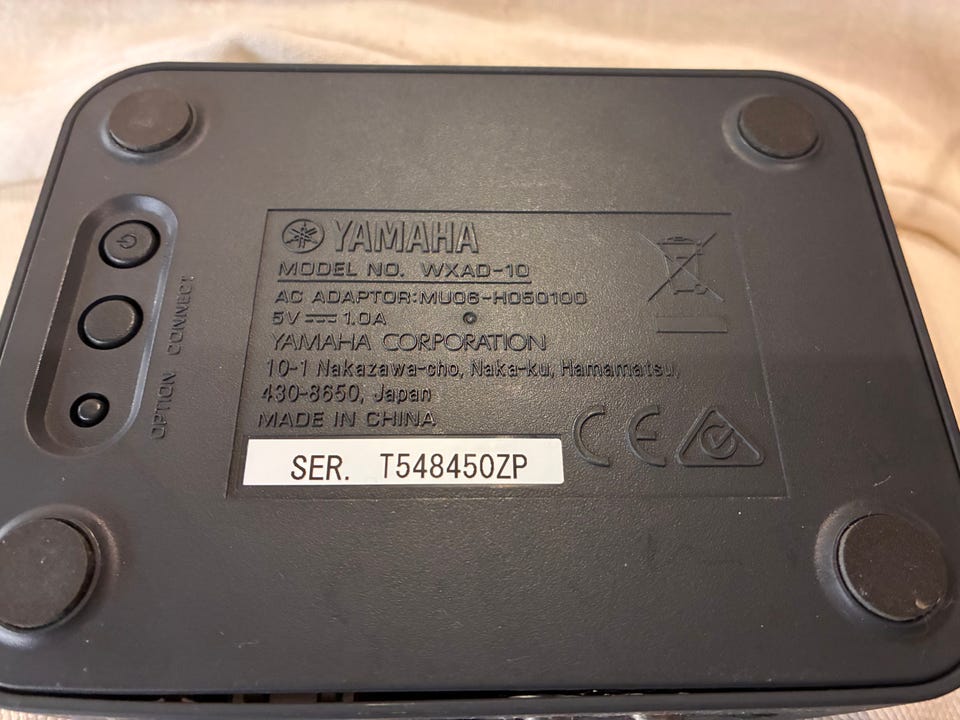 YAMAHA
MODEL NO. WXAD-10
AC ADAPTOR:MU06-H050100
5V 1.0A
YAMAHA CORPORATION
10-1 Nakazawa-cho, Naka-ku, Hamamatsu,
430-8650, Japan
MADE IN CHINA
CE
SER. T548450ZP
CONNECT
OPTION